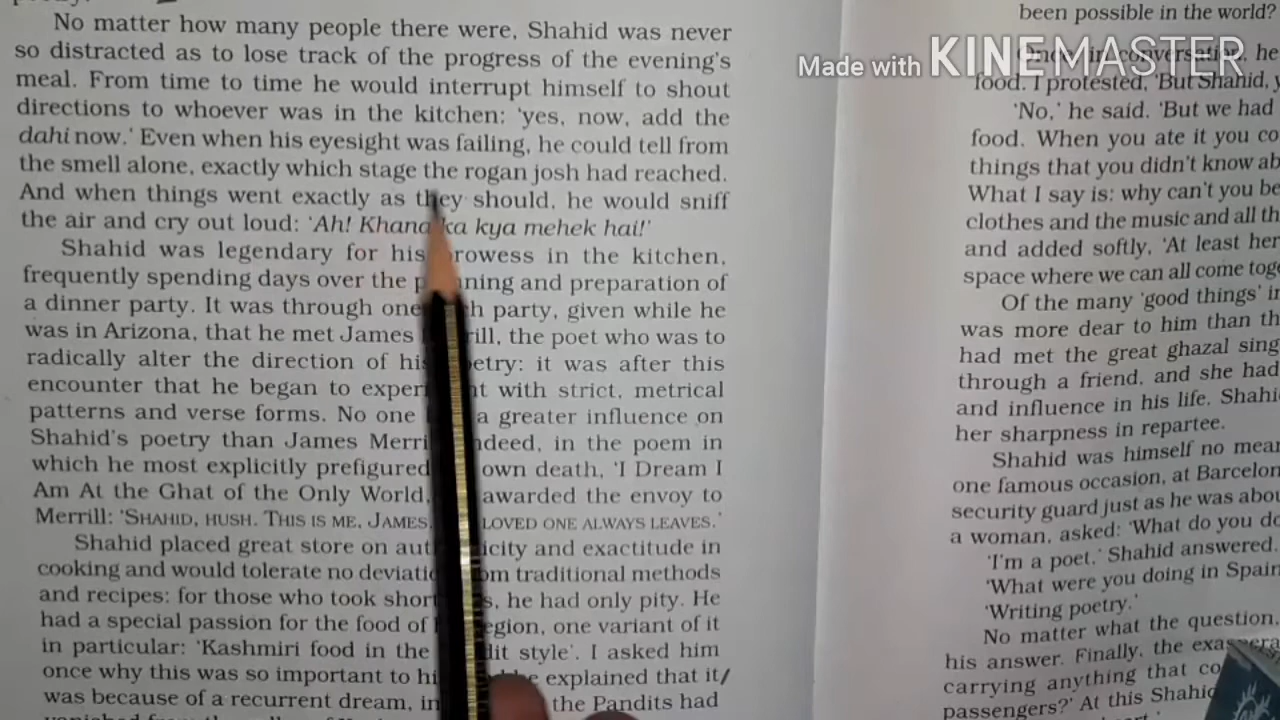 No matter how many people there were, Shahid was never
so distracted as to lose track of the progress of the evening's
meal. From time to time he would interrupt himself to shout
directions to whoever was in the kitchen: 'yes, now, add the
dahi now.' Even when his eyesight was failing, he could tell from
the smell alone, exactly which stage the rogan josh had reached.
And when things went exactly as they should, he would sniff
the air and cry out loud: 'Ah! Khana ka kya mehek hai!'
Shahid was legendary for his prowess in the kitchen,
frequently spending days over the planning and preparation of
a dinner party. It was through one such party, given while he
was in Arizona, that he met James Merrill, the poet who was to
radically alter the direction of his poetry: it was after this
encounter that he began to experiment with strict, metrical
patterns and verse forms. No one a greater influence on
Shahid's poetry than James Merrill indeed, in the poem in
which he most explicitly prefigured own death, 'I Dream I
Am At the Ghat of the Only World, awarded the envoy to
Merrill: 'SHAHID, HUSH. THIS IS ME, JAMES. LOVED ONE ALWAYS LEAVES.'
Shahid placed great store on authenticity and exactitude in
cooking and would tolerate no deviation from traditional methods
and recipes: for those who took short he had only pity. He
had a special passion for the food of region, one variant of it
in particular: 'Kashmiri food in the Pandit style'. I asked him
once why this was so important to he explained that it
was because of a recurrent dream, in the Pandits had
been possible in the world?
Once in conversation, he
food. I protested, 'But Shahid,
'No,' he said. 'But we had
food. When you ate it you
things that you didn't know
What I say is: why can't you be
clothes and the music and all
and added softly, 'At least
space where we can all come
Of the many 'good things'
was more dear to him than
had met the great ghazal
through a friend, and she had
and influence in his life.
her sharpness in repartee.
Shahid was himself no mean
one famous occasion, at
security guard just as he was
a woman, asked: 'What do you
'I'm a poet,' Shahid answered.
'What were you doing in Spain
'Writing poetry.'
No matter what the question,
his answer. Finally, the
carrying anything that
passengers?' At this
Made with KINEMASTER